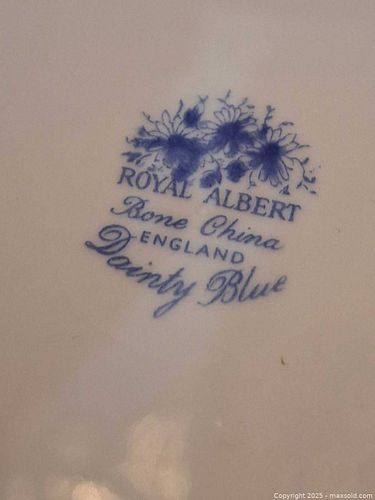 ROYAL ALBERT
Bone China
ENGLAND
Dainty Blue
Copyright 2025 - maxsold.com